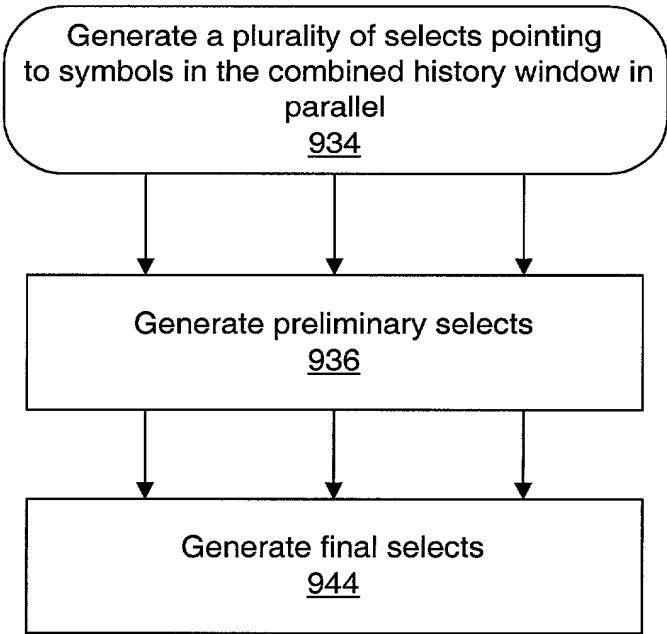 Generate a plurality of selects pointing
to symbols in the combined history window in
parallel
934
Generate preliminary selects
936
Generate final selects
944